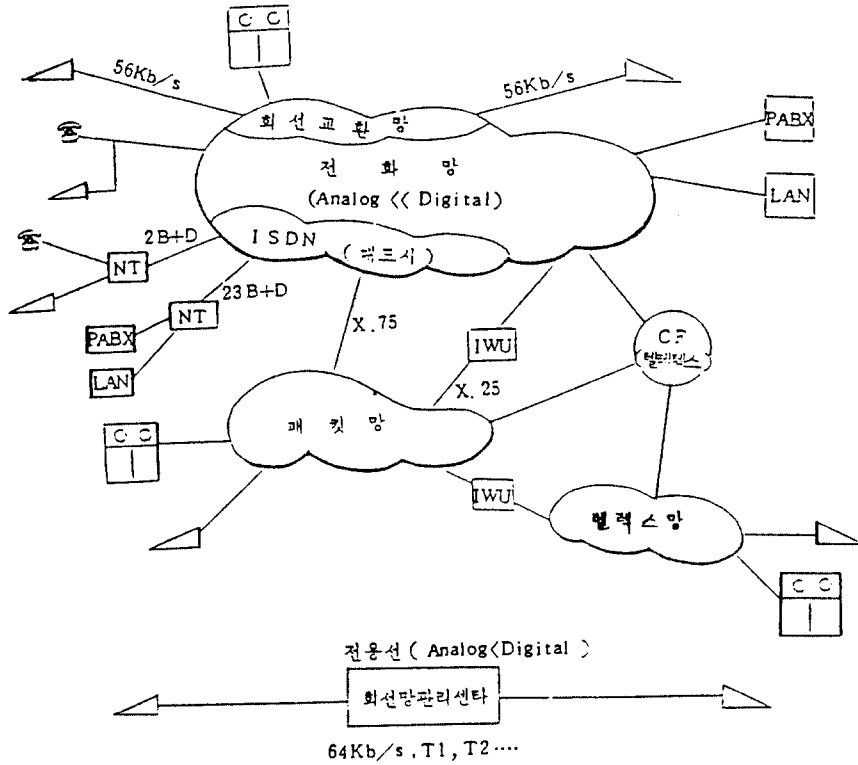 C C
56Kb/s
56Kb/s
회선교환망
PABX
전 화 망
(Analog << Digital)
LAN
2B+D
ISDN
NT
23B+D
NT
PABX
X.75
IWU
CF
LAN
X.25
패 킷 망
C C
IWU
텔렉스망
C C
전용선 ( Analog<Digital )
회선망관리센타
64Kb/s, T1, T2····